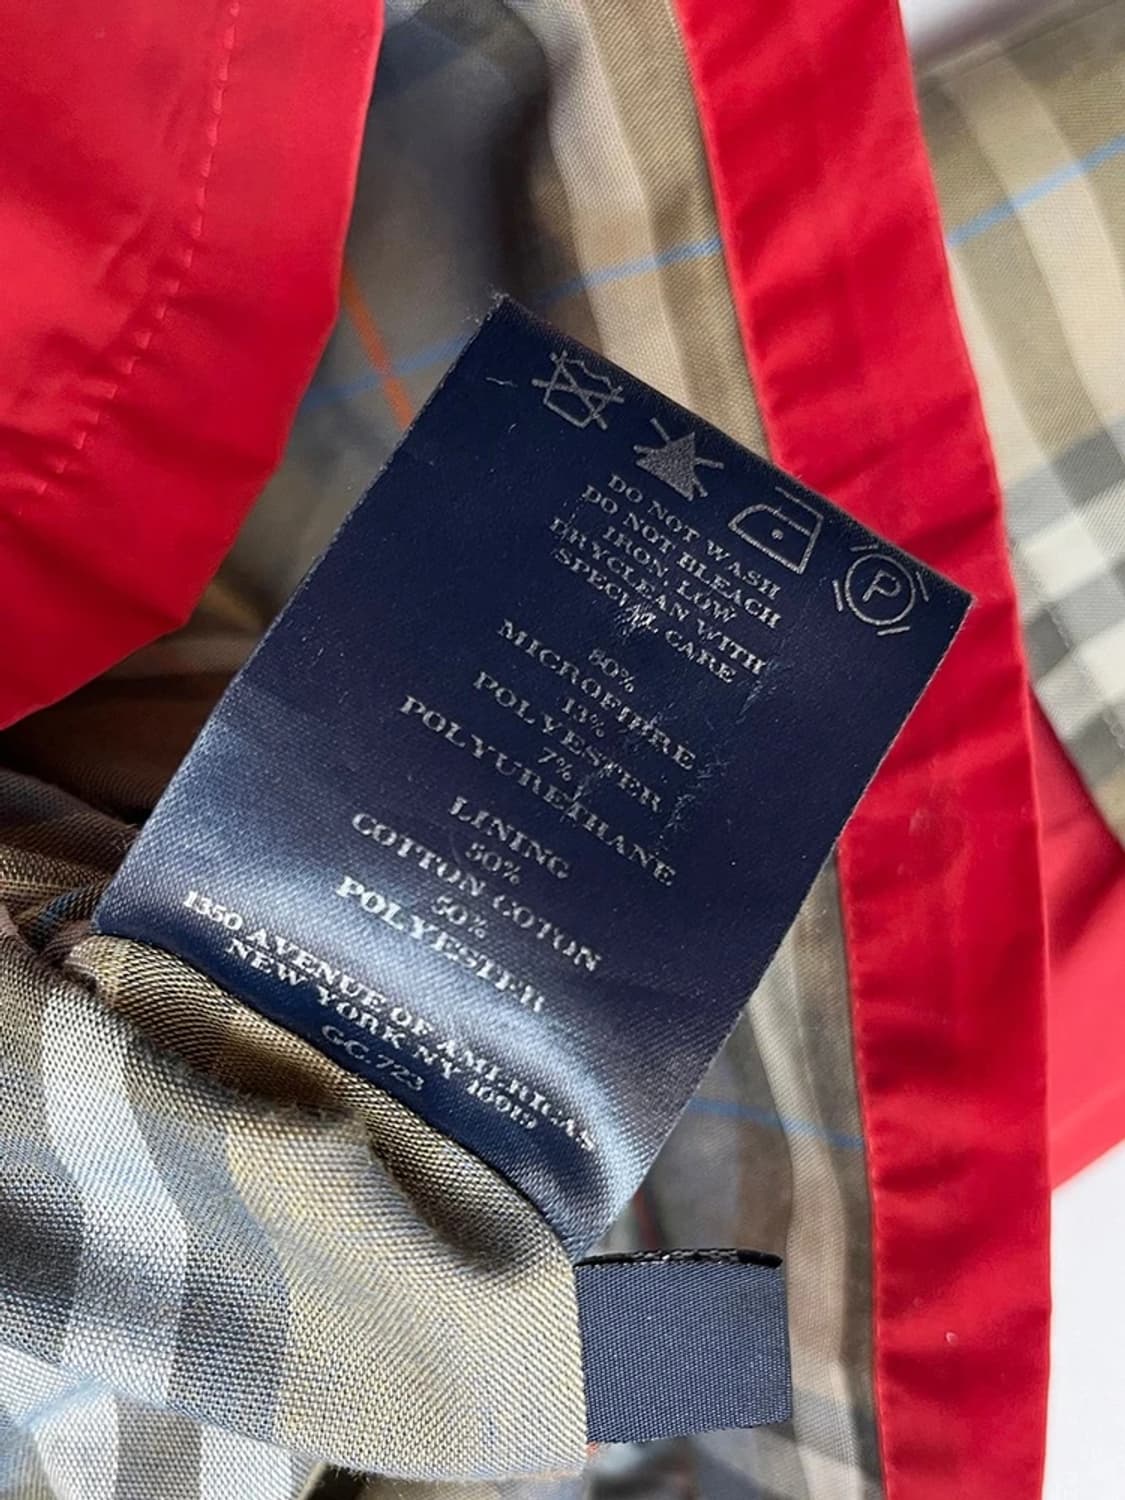 P
DO NOT WASH
DO NOT BLEACH
IRON, LOW
DRYCLEAN WITH
SPECIAL CARE
80%
MICROFIBRE
13%
POLYESTER
7%
POLYURETHANE
LINING
50%
COTTON COTON
50%
POLYESTER
1350 AVENUE OF AMERICAS
NEW YORK NY 10019
GC.723